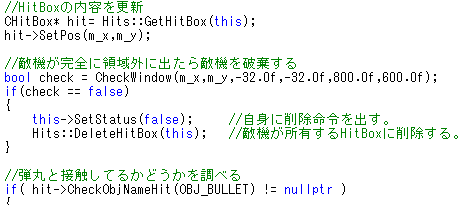 //HitBoxの内容を更新
CHitBox* hit= Hits::GetHitBox(this);
hit->SetPos(m_x,m_y);
//敵機が完全に領域外に出たら敵機を破棄する
bool check = CheckWindow(m_x,m_y,-32.0f,-32.0f,800.0f,600.0f);
if(check == false)
{
this->SetStatus(false); //自身に削除命令を出す。
Hits::DeleteHitBox(this); //敵機が所有するHitBoxに削除する。
}
//弾丸と接触してるかどうかを調べる
if( hit->CheckObjNameHit(OBJ_BULLET) != nullptr )
{